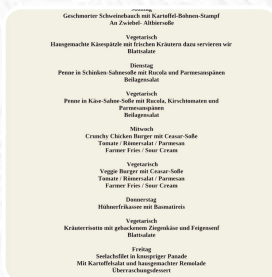 Geschmorter Schweinebauch mit Kartoffel-Bohnen-Stampf
An Zwiebel- Altbiersoße
Vegetarisch
Hausgemachte Käsespätzle mit frischen Kräutern dazu servieren wir
Blattsalate
Dienstag
Penne in Schinken-Sahnesoße mit Rucola und Parmesanspänen
Beilagensalat
Vegetarisch
Penne in Käse-Sahne-Soße mit Rucola, Kirschtomaten und
Parmesanspänen
Beilagensalat
Mitwoch
Crunchy Chicken Burger mit Ceasar-Soße
Tomate / Römersalat / Parmesan
Farmer Fries / Sour Cream
Vegetarisch
Veggie Burger mit Ceasar-Soße
Tomate / Römersalat / Parmesan
Farmer Fries / Sour Cream
Donnerstag
Hühnerfrikassee mit Basmatireis
Vegetarisch
Kräuterrisotto mit gebackenem Ziegenkäse und Feigensenf
Blattsalate
Freitag
Seelachsfilet in knuspriger Panade
Mit Kartoffelsalat und hausgemachter Remolade
Überraschungsdessert